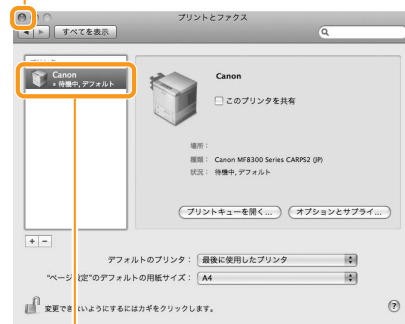 プリントとファクス
すべてを表示
Canon
待機中, デフォルト
Canon
このプリンタを共有
場所：
種類： Canon MF8300 Series CARPS2 (JP)
状況： 待機中, デフォルト
プリントキューを開く... オプションとサプライ...
+ −
デフォルトのプリンタ： 最後に使用したプリンタ
"ページ設定"のデフォルトの用紙サイズ： A4
変更できないようにするにはカギをクリックします。
?